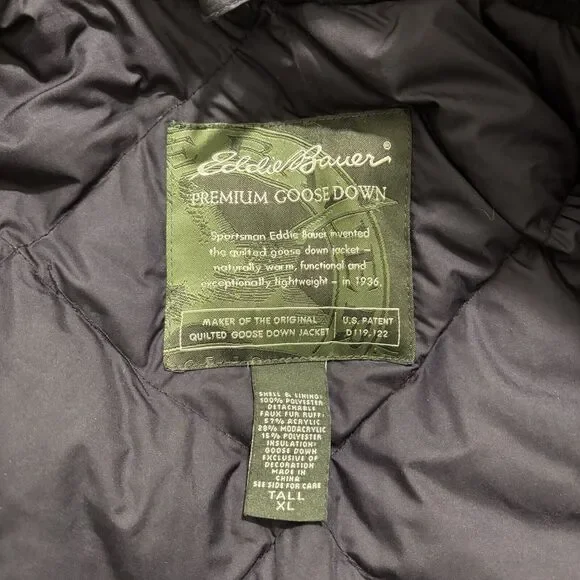 Eddie Bauer®
PREMIUM GOOSE DOWN
Sportsman Eddie Bauer invented
the quilted goose down jacket –
naturally warm, functional and
exceptionally lightweight – in 1936.
MAKER OF THE ORIGINAL
QUILTED GOOSE DOWN JACKET
U.S. PATENT
D119,122
SHELL & LINING:
100% POLYESTER
DETACHABLE
FAUX FUR RUFF:
57% ACRYLIC
28% MODACRYLIC
15% POLYESTER
INSULATION:
GOOSE DOWN
EXCLUSIVE OF
DECORATION
MADE IN
CHINA
SEE SIDE FOR CARE
TALL
XL